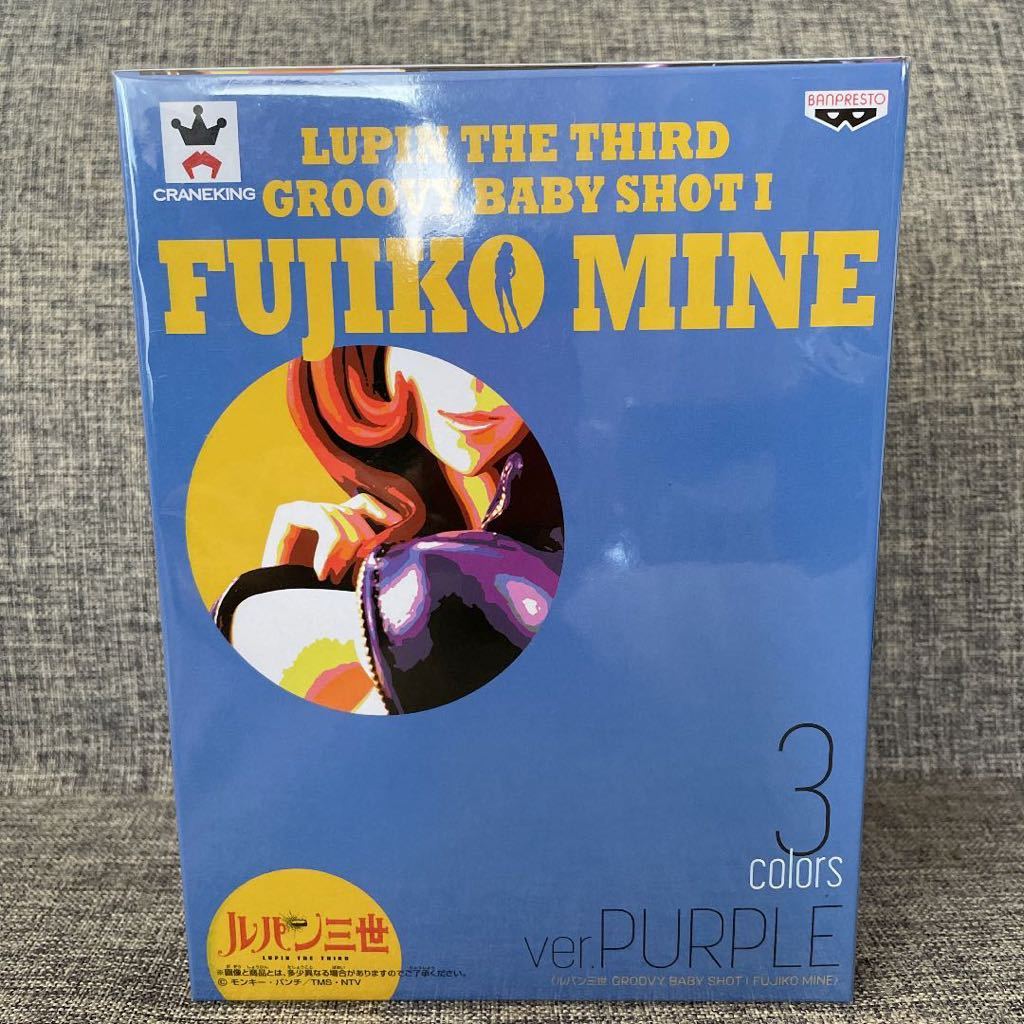 CRANEKING
BANPRESTO
LUPIN THE THIRD
GROOVY BABY SHOT I
FUJIKO MINE
3
colors
ver.PURPLE
〈ルパン三世 GROOVY BABY SHOT I FUJIKO MINE〉
ルパン三世
LUPIN THE THIRD
※画像と商品とは、多少異なる場合がありますのでご了承ください。
© モンキー・パンチ／TMS・NTV